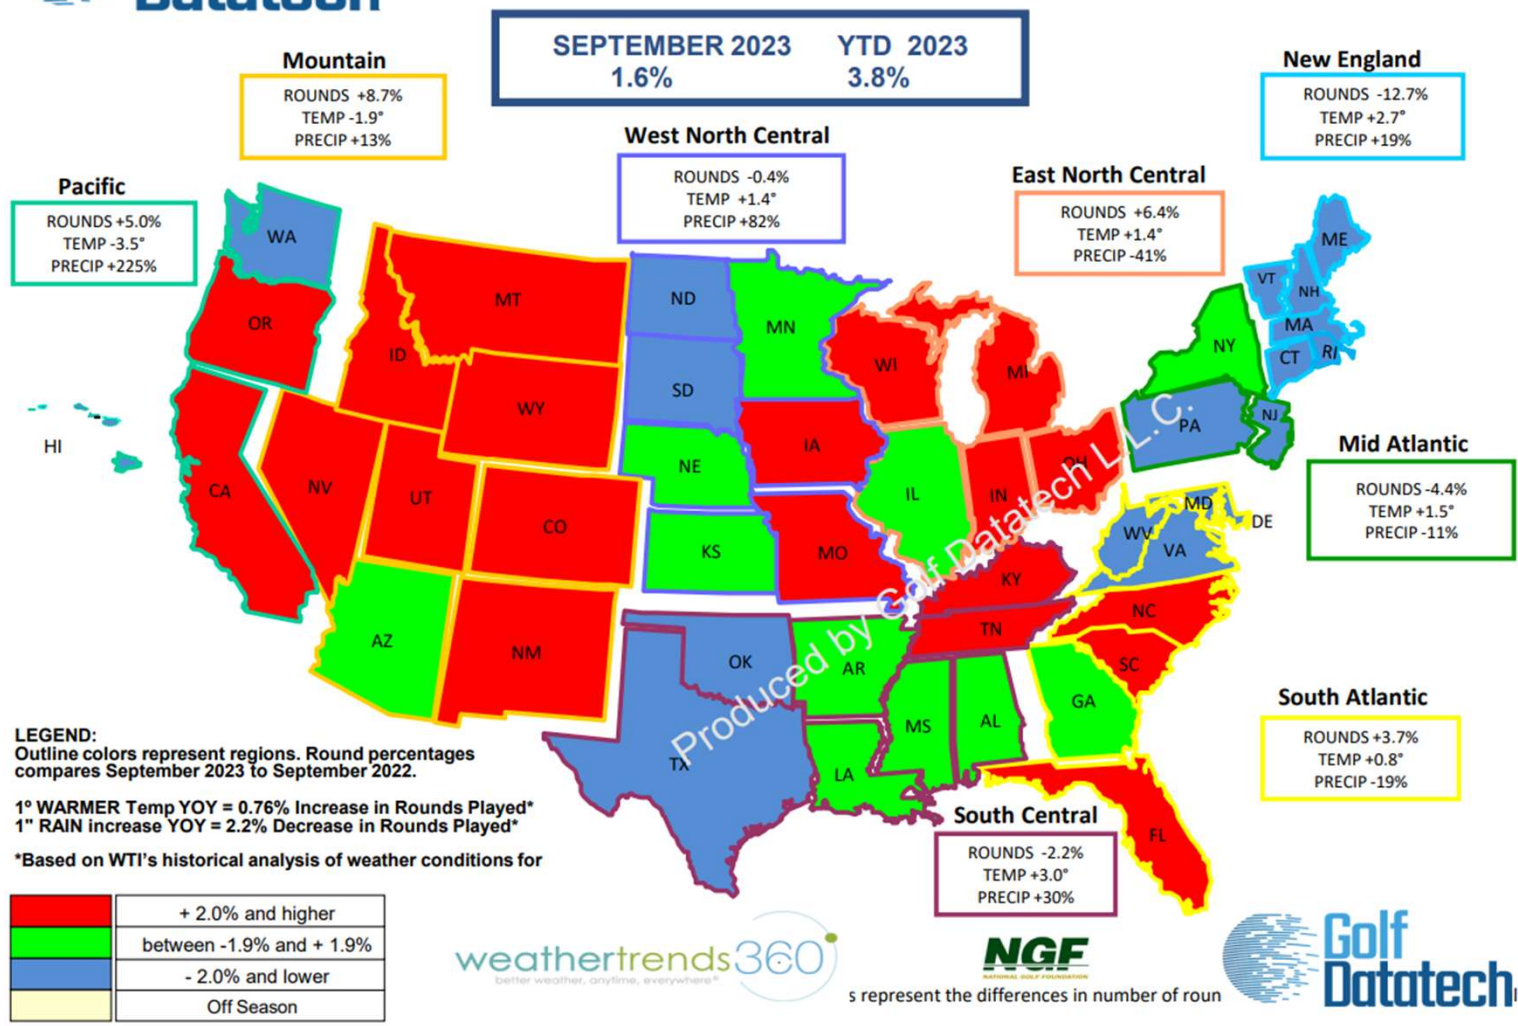 Datatech
SEPTEMBER 2023 YTD 2023
1.6% 3.8%
Mountain
ROUNDS +8.7%
TEMP -1.9°
PRECIP +13%
New England
ROUNDS -12.7%
TEMP +2.7°
PRECIP +19%
West North Central
ROUNDS -0.4%
TEMP +1.4°
PRECIP +82%
East North Central
ROUNDS +6.4%
TEMP +1.4°
PRECIP -41%
Pacific
ROUNDS +5.0%
TEMP -3.5°
PRECIP +225%
WA
OR
CA
HI
MT
ID
WY
NV
UT
CO
AZ
NM
ND
SD
NE
KS
MN
IA
MO
WI
MI
IL
IN
OH
OK
TX
AR
LA
MS
AL
TN
KY
ME
VT
NH
MA
CT
RI
NY
PA
NJ
MD
DE
WV
VA
NC
SC
GA
FL
Produced by Golf Datatech L.L.C.
Mid Atlantic
ROUNDS -4.4%
TEMP +1.5°
PRECIP -11%
South Atlantic
ROUNDS +3.7%
TEMP +0.8°
PRECIP -19%
South Central
ROUNDS -2.2%
TEMP +3.0°
PRECIP +30%
LEGEND:
Outline colors represent regions. Round percentages
compares September 2023 to September 2022.
1º WARMER Temp YOY = 0.76% Increase in Rounds Played*
1" RAIN increase YOY = 2.2% Decrease in Rounds Played*
*Based on WTI's historical analysis of weather conditions for
+ 2.0% and higher
between -1.9% and + 1.9%
- 2.0% and lower
Off Season
weathertrends360°
better weather. anytime, everywhere®
NGF
NATIONAL GOLF FOUNDATION
s represent the differences in number of roun
Golf
Datatech